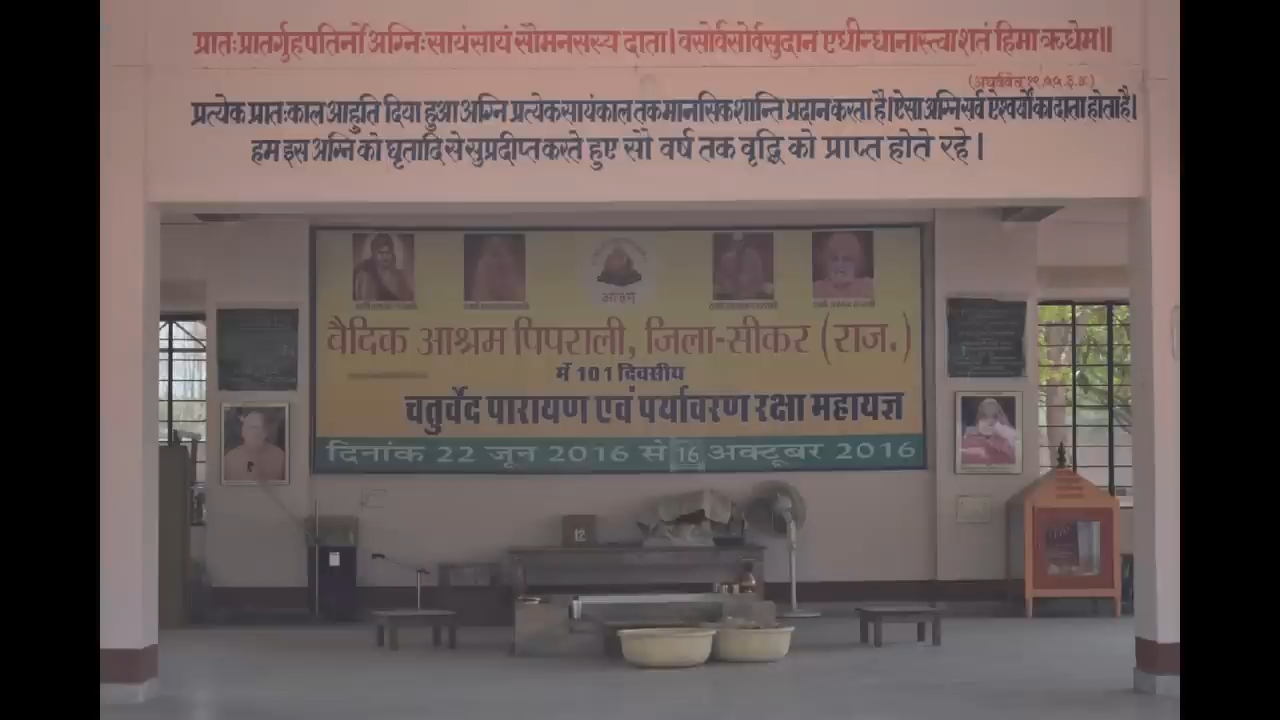 प्रातःप्रातर्गृहपतिर्नो अग्निः सायंसायं सौमनसस्य दाता। वसोर्वसोर्वसुदान एधीन्धानास्त्वा शतं हिमा ऋधेम॥
प्रत्येक प्रातःकाल आहुति दिया हुआ अग्नि प्रत्येक सायंकाल तक मानसिक शान्ति प्रदान करता है। ऐसा अग्नि सर्व ऐश्वर्यों का दाता होता है।
हम इस अग्नि को घृतादि से सुप्रदीप्त करते हुए सौ वर्ष तक वृद्धि को प्राप्त होते रहे।
वैदिक आश्रम पिपराली, जिला-सीकर (राज.)
में 101 दिवसीय
चतुर्वेद पारायण एवं पर्यावरण रक्षा महायज्ञ
दिनांक 22 जून 2016 से 16 अक्टूबर 2016
12